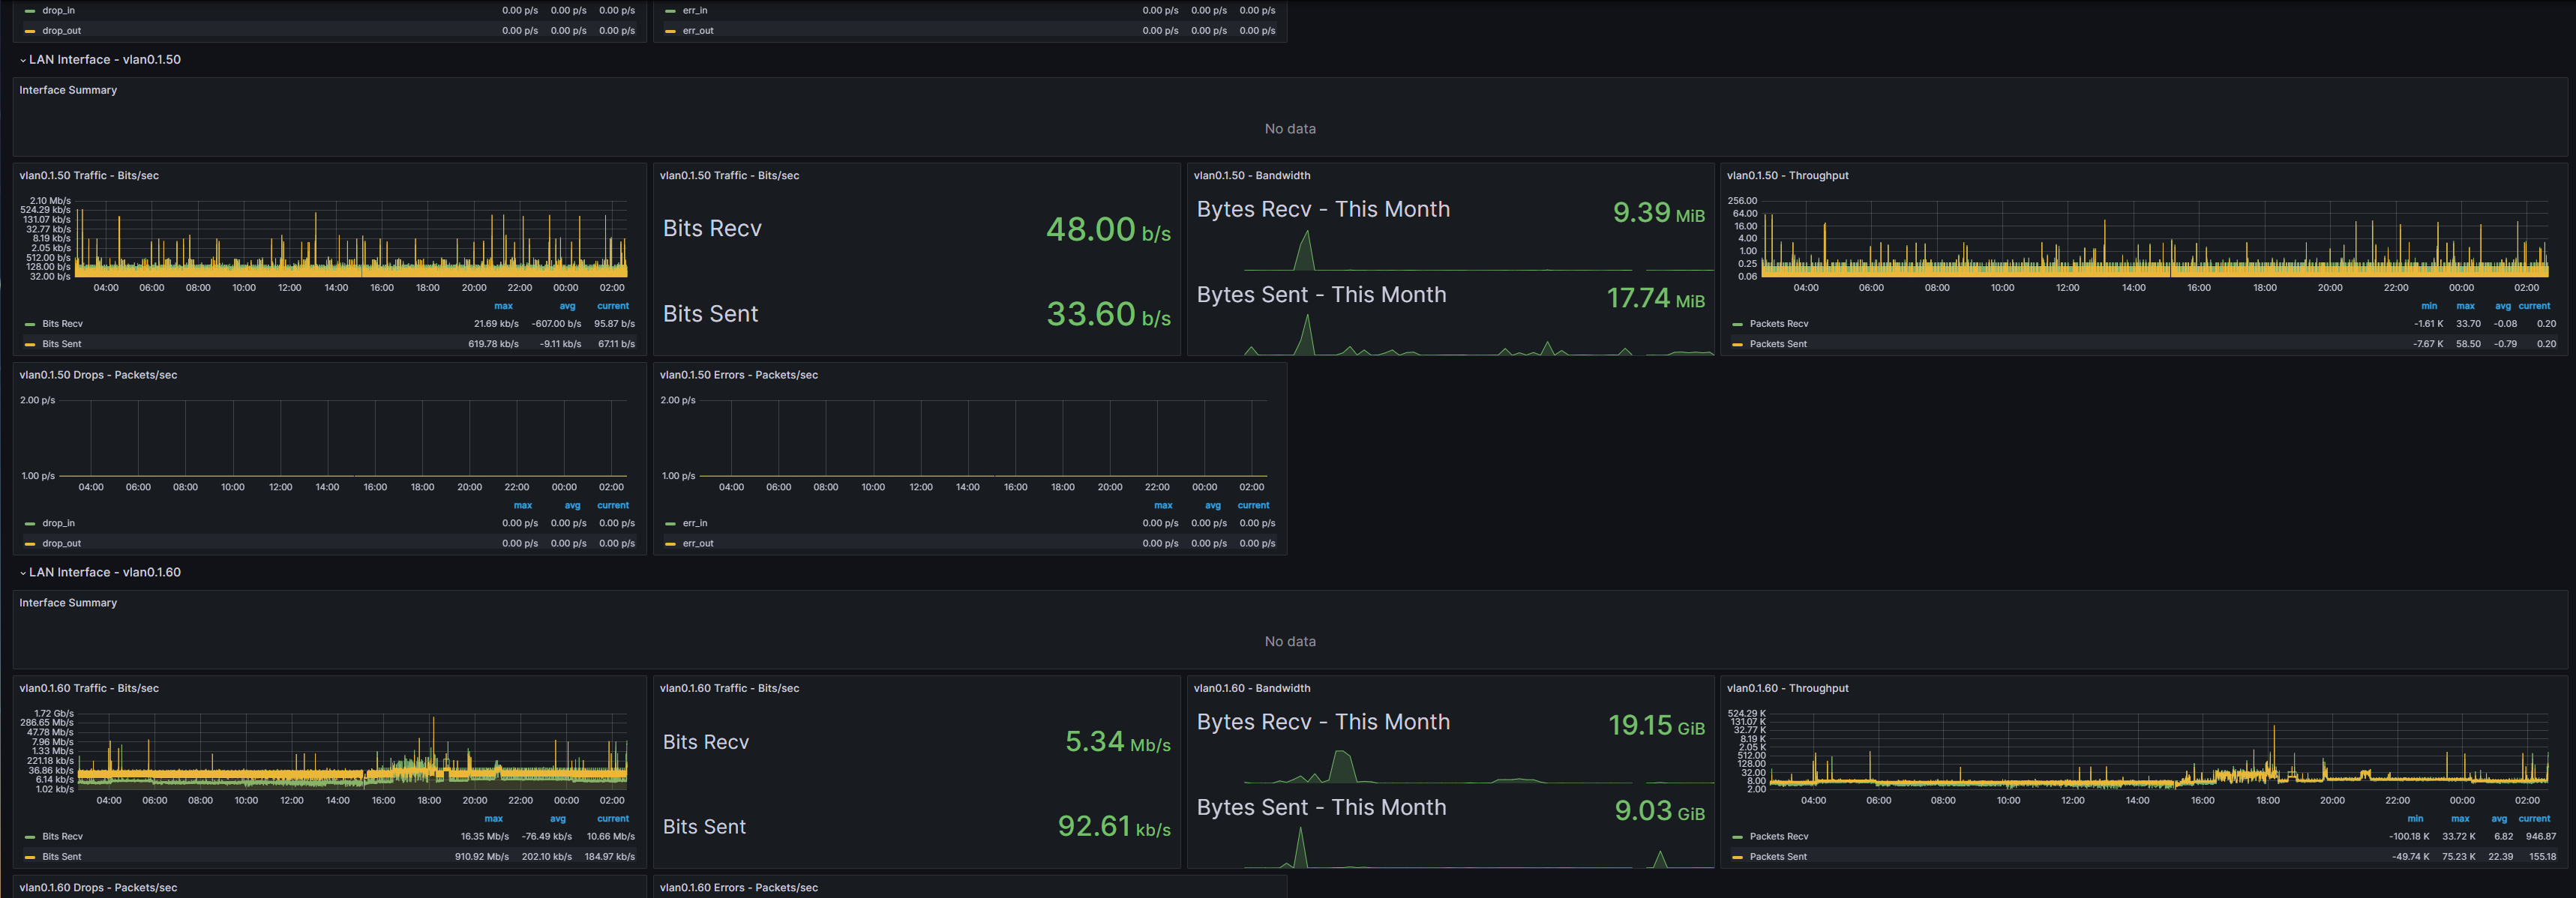 drop_in 0.00 p/s 0.00 p/s 0.00 p/s
drop_out 0.00 p/s 0.00 p/s 0.00 p/s
err_in 0.00 p/s 0.00 p/s 0.00 p/s
err_out 0.00 p/s 0.00 p/s 0.00 p/s
LAN Interface - vlan0.1.50
Interface Summary
No data
vlan0.1.50 Traffic - Bits/sec
2.10 Mb/s
524.29 kb/s
131.07 kb/s
32.77 kb/s
8.19 kb/s
2.05 kb/s
512.00 b/s
128.00 b/s
32.00 b/s
04:00 06:00 08:00 10:00 12:00 14:00 16:00 18:00 20:00 22:00 00:00 02:00
max avg current
Bits Recv 21.69 kb/s -607.00 b/s 95.87 b/s
Bits Sent 619.78 kb/s -9.11 kb/s 67.11 b/s
vlan0.1.50 Traffic - Bits/sec
Bits Recv 48.00 b/s
Bits Sent 33.60 b/s
vlan0.1.50 - Bandwidth
Bytes Recv - This Month 9.39 MiB
Bytes Sent - This Month 17.74 MiB
vlan0.1.50 - Throughput
256.00
64.00
16.00
4.00
1.00
0.25
0.06
04:00 06:00 08:00 10:00 12:00 14:00 16:00 18:00 20:00 22:00 00:00 02:00
min max avg current
Packets Recv -1.61 K 33.70 -0.08 0.20
Packets Sent -7.67 K 58.50 -0.79 0.20
vlan0.1.50 Drops - Packets/sec
2.00 p/s
1.00 p/s
04:00 06:00 08:00 10:00 12:00 14:00 16:00 18:00 20:00 22:00 00:00 02:00
max avg current
drop_in 0.00 p/s 0.00 p/s 0.00 p/s
drop_out 0.00 p/s 0.00 p/s 0.00 p/s
vlan0.1.50 Errors - Packets/sec
2.00 p/s
1.00 p/s
04:00 06:00 08:00 10:00 12:00 14:00 16:00 18:00 20:00 22:00 00:00 02:00
max avg current
err_in 0.00 p/s 0.00 p/s 0.00 p/s
err_out 0.00 p/s 0.00 p/s 0.00 p/s
LAN Interface - vlan0.1.60
Interface Summary
No data
vlan0.1.60 Traffic - Bits/sec
1.72 Gb/s
286.65 Mb/s
47.78 Mb/s
7.96 Mb/s
1.33 Mb/s
221.18 kb/s
36.86 kb/s
6.14 kb/s
1.02 kb/s
04:00 06:00 08:00 10:00 12:00 14:00 16:00 18:00 20:00 22:00 00:00 02:00
max avg current
Bits Recv 16.35 Mb/s -76.49 kb/s 10.66 Mb/s
Bits Sent 910.92 Mb/s 202.10 kb/s 184.97 kb/s
vlan0.1.60 Traffic - Bits/sec
Bits Recv 5.34 Mb/s
Bits Sent 92.61 kb/s
vlan0.1.60 - Bandwidth
Bytes Recv - This Month 19.15 GiB
Bytes Sent - This Month 9.03 GiB
vlan0.1.60 - Throughput
524.29 K
131.07 K
32.77 K
8.19 K
2.05 K
512.00
128.00
32.00
8.00
2.00
04:00 06:00 08:00 10:00 12:00 14:00 16:00 18:00 20:00 22:00 00:00 02:00
min max avg current
Packets Recv -100.18 K 33.72 K 6.82 946.87
Packets Sent -49.74 K 75.23 K 22.39 155.18
vlan0.1.60 Drops - Packets/sec
vlan0.1.60 Errors - Packets/sec